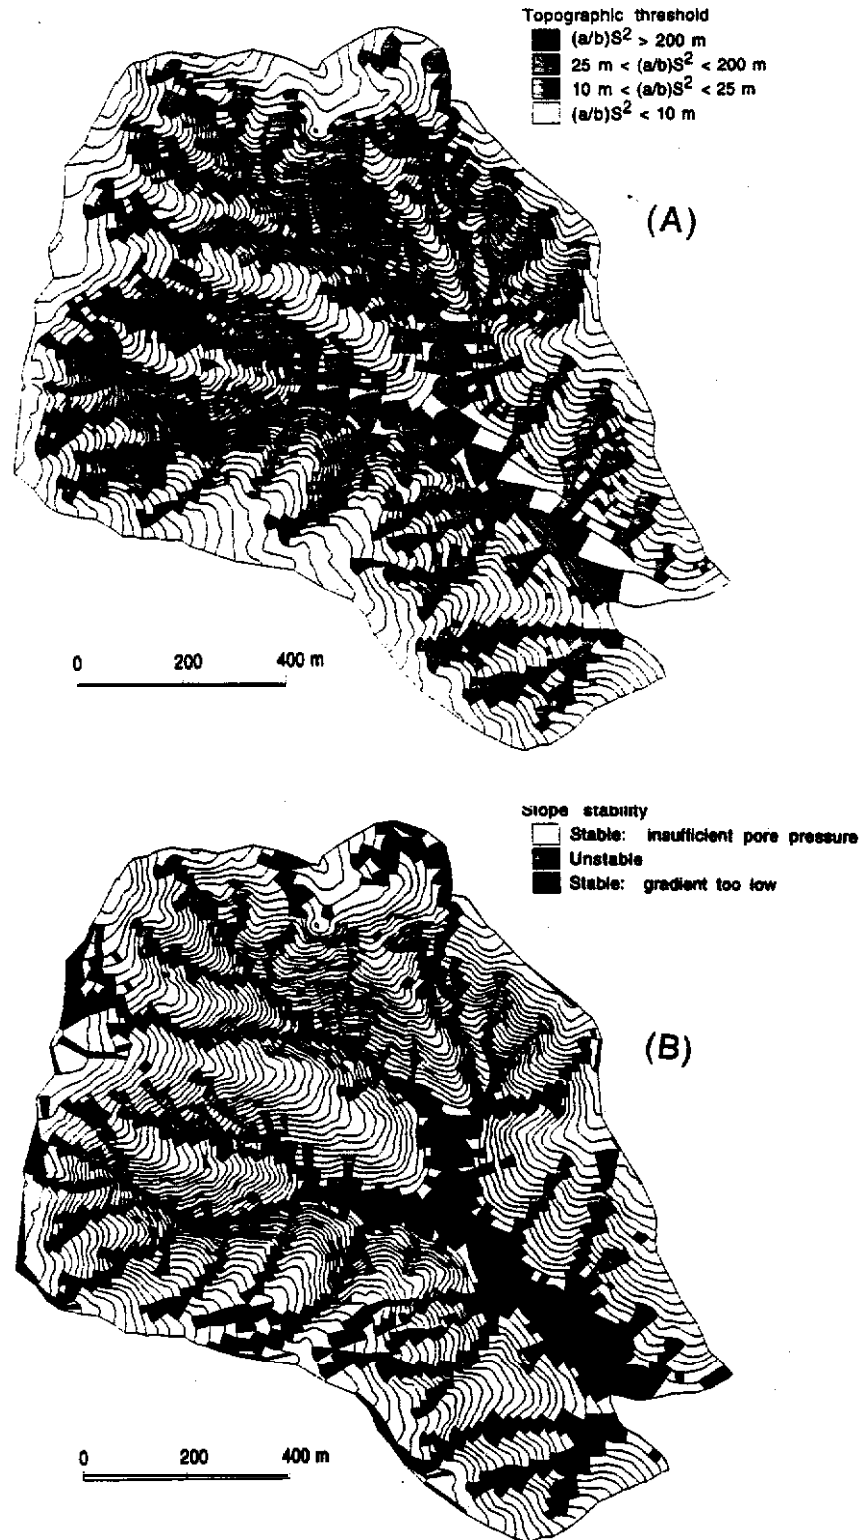 Topographic threshold
(a/b)S² > 200 m
25 m < (a/b)S² < 200 m
10 m < (a/b)S² < 25 m
(a/b)S² < 10 m
(A)
0 200 400 m
Slope stability
Stable: insufficient pore pressure
Unstable
Stable: gradient too low
(B)
0 200 400 m